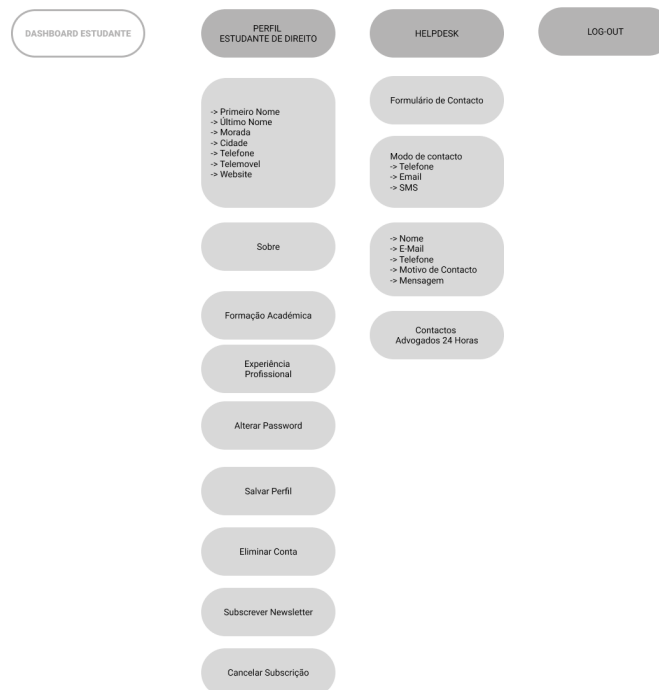 DASHBOARD ESTUDANTE
PERFIL
ESTUDANTE DE DIREITO
HELPDESK
LOG-OUT
-> Primeiro Nome
-> Último Nome
-> Morada
-> Cidade
-> Telefone
-> Telemovel
-> Website
Sobre
Formação Académica
Experiência
Profissional
Alterar Password
Salvar Perfil
Eliminar Conta
Subscrever Newsletter
Cancelar Subscrição
Formulário de Contacto
Modo de contacto
-> Telefone
-> Email
-> SMS
-> Nome
-> E-Mail
-> Telefone
-> Motivo de Contacto
-> Mensagem
Contactos
Advogados 24 Horas